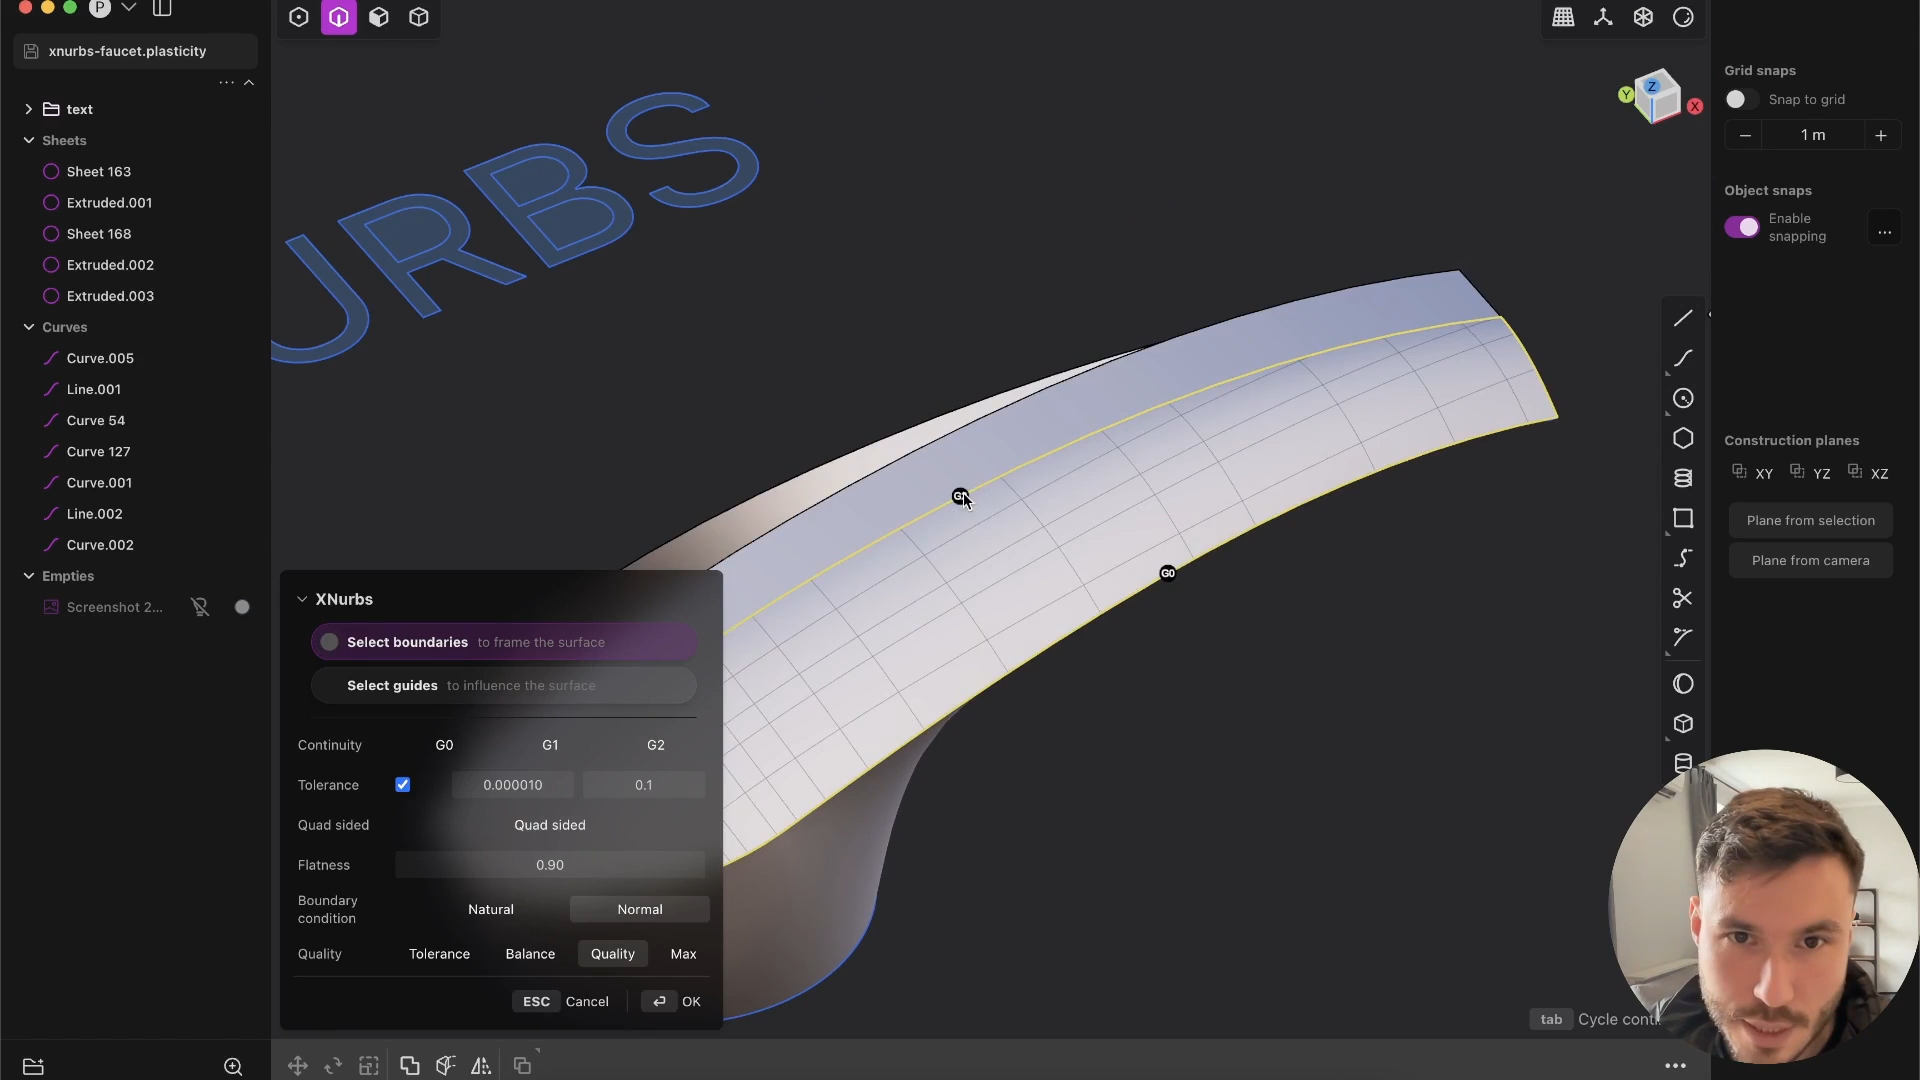 P
xnurbs-faucet.plasticity
text
Sheets
Sheet 163
Extruded.001
Sheet 168
Extruded.002
Extruded.003
Curves
Curve.005
Line.001
Curve 54
Curve 127
Curve.001
Line.002
Curve.002
Empties
Screenshot 2...
URBS
Z
Y
X
G0
XNurbs
Select boundaries to frame the surface
Select guides to influence the surface
Continuity G0 G1 G2
Tolerance 0.000010 0.1
Quad sided Quad sided
Flatness 0.90
Boundary condition Natural Normal
Quality Tolerance Balance Quality Max
ESC Cancel OK
Grid snaps
Snap to grid
− 1 m +
Object snaps
Enable snapping ...
Construction planes
XY YZ XZ
Plane from selection
Plane from camera
tab Cycle